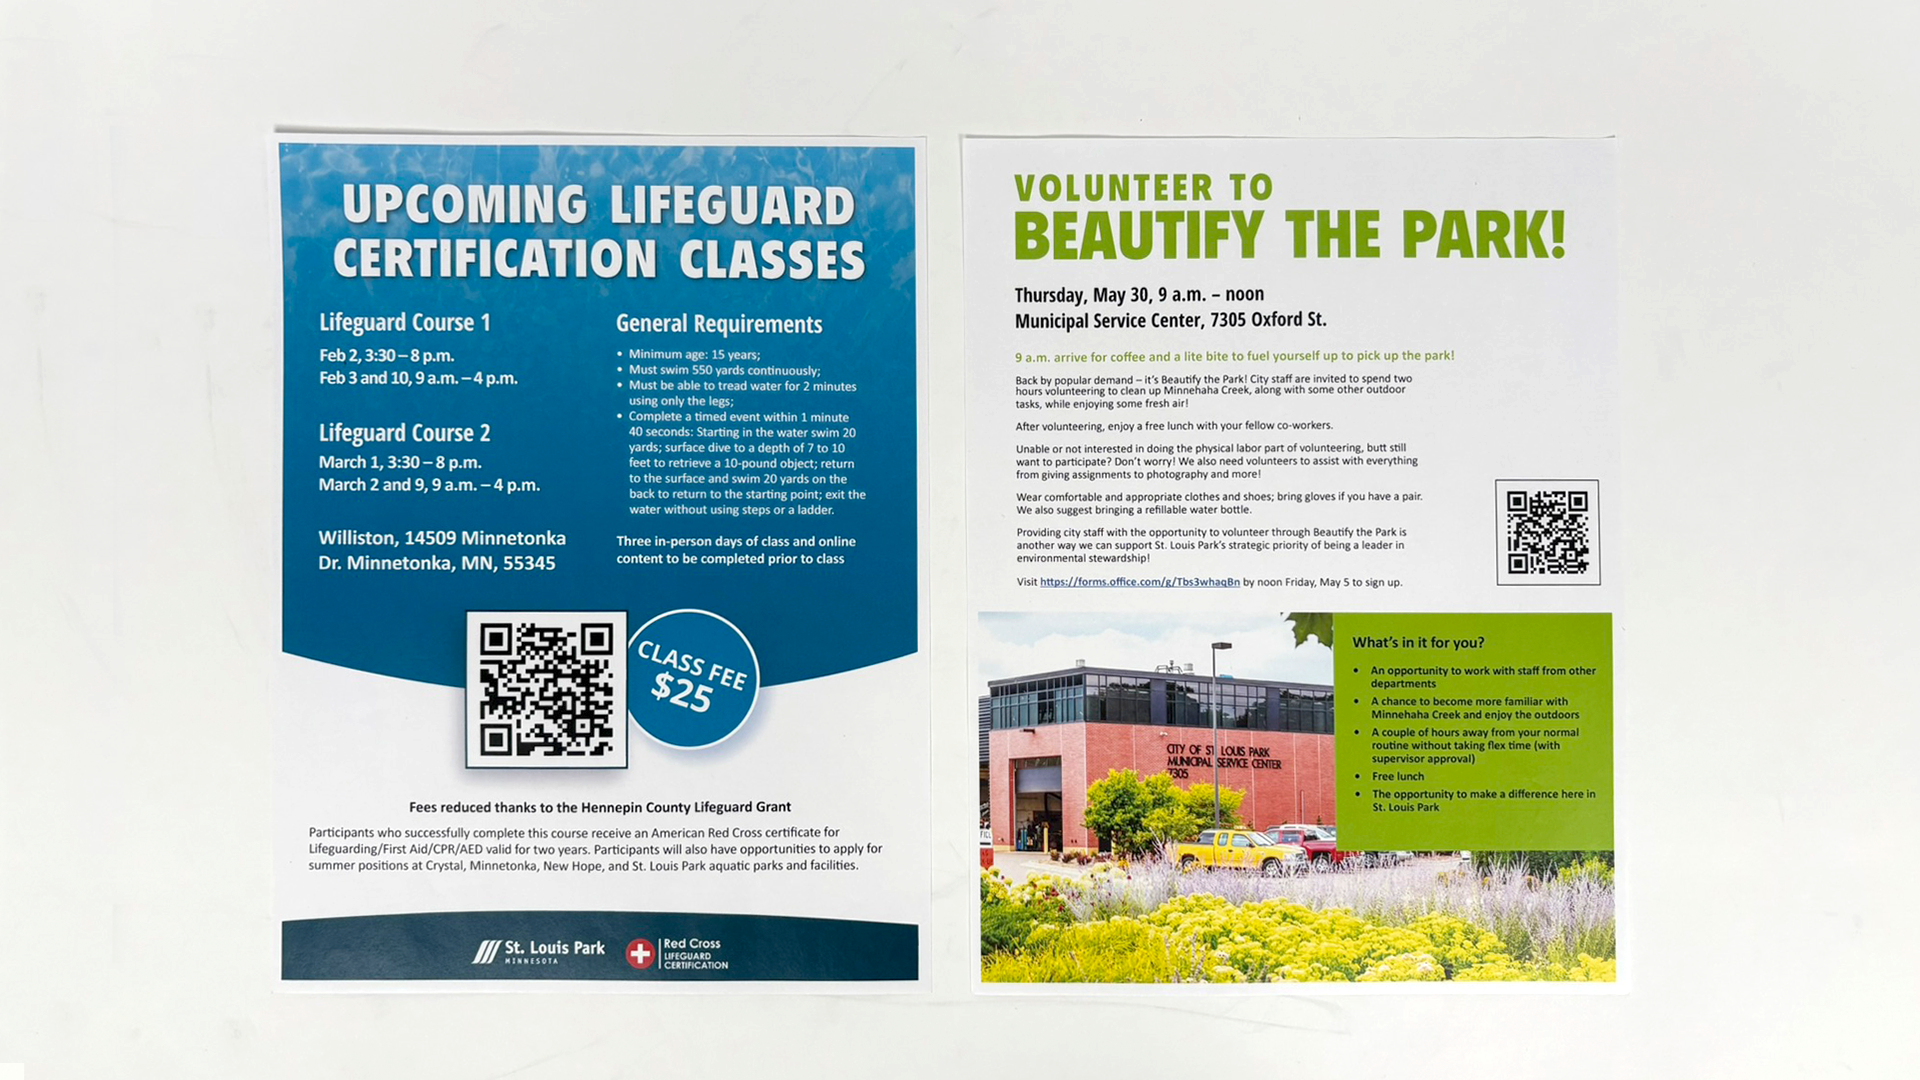 UPCOMING LIFEGUARD
CERTIFICATION CLASSES
Lifeguard Course 1
Feb 2, 3:30 – 8 p.m.
Feb 3 and 10, 9 a.m. – 4 p.m.
Lifeguard Course 2
March 1, 3:30 – 8 p.m.
March 2 and 9, 9 a.m. – 4 p.m.
Williston, 14509 Minnetonka
Dr. Minnetonka, MN, 55345
General Requirements
• Minimum age: 15 years;
• Must swim 550 yards continuously;
• Must be able to tread water for 2 minutes
using only the legs;
• Complete a timed event within 1 minute
40 seconds: Starting in the water swim 20
yards; surface dive to a depth of 7 to 10
feet to retrieve a 10-pound object; return
to the surface and swim 20 yards on the
back to return to the starting point; exit the
water without using steps or a ladder.
Three in-person days of class and online
content to be completed prior to class
CLASS FEE
$25
Fees reduced thanks to the Hennepin County Lifeguard Grant
Participants who successfully complete this course receive an American Red Cross certificate for
Lifeguarding/First Aid/CPR/AED valid for two years. Participants will also have opportunities to apply for
summer positions at Crystal, Minnetonka, New Hope, and St. Louis Park aquatic parks and facilities.
St. Louis Park
MINNESOTA
Red Cross
LIFEGUARD
CERTIFICATION
VOLUNTEER TO
BEAUTIFY THE PARK!
Thursday, May 30, 9 a.m. – noon
Municipal Service Center, 7305 Oxford St.
9 a.m. arrive for coffee and a lite bite to fuel yourself up to pick up the park!
Back by popular demand – it's Beautify the Park! City staff are invited to spend two
hours volunteering to clean up Minnehaha Creek, along with some other outdoor
tasks, while enjoying some fresh air!
After volunteering, enjoy a free lunch with your fellow co-workers.
Unable or not interested in doing the physical labor part of volunteering, butt still
want to participate? Don't worry! We also need volunteers to assist with everything
from giving assignments to photography and more!
Wear comfortable and appropriate clothes and shoes; bring gloves if you have a pair.
We also suggest bringing a refillable water bottle.
Providing city staff with the opportunity to volunteer through Beautify the Park is
another way we can support St. Louis Park's strategic priority of being a leader in
environmental stewardship!
Visit https://forms.office.com/g/Tbs3whaqBn by noon Friday, May 5 to sign up.
CITY OF ST LOUIS PARK
MUNICIPAL SERVICE CENTER
7305
What's in it for you?
• An opportunity to work with staff from other
departments
• A chance to become more familiar with
Minnehaha Creek and enjoy the outdoors
• A couple of hours away from your normal
routine without taking flex time (with
supervisor approval)
• Free lunch
• The opportunity to make a difference here in
St. Louis Park